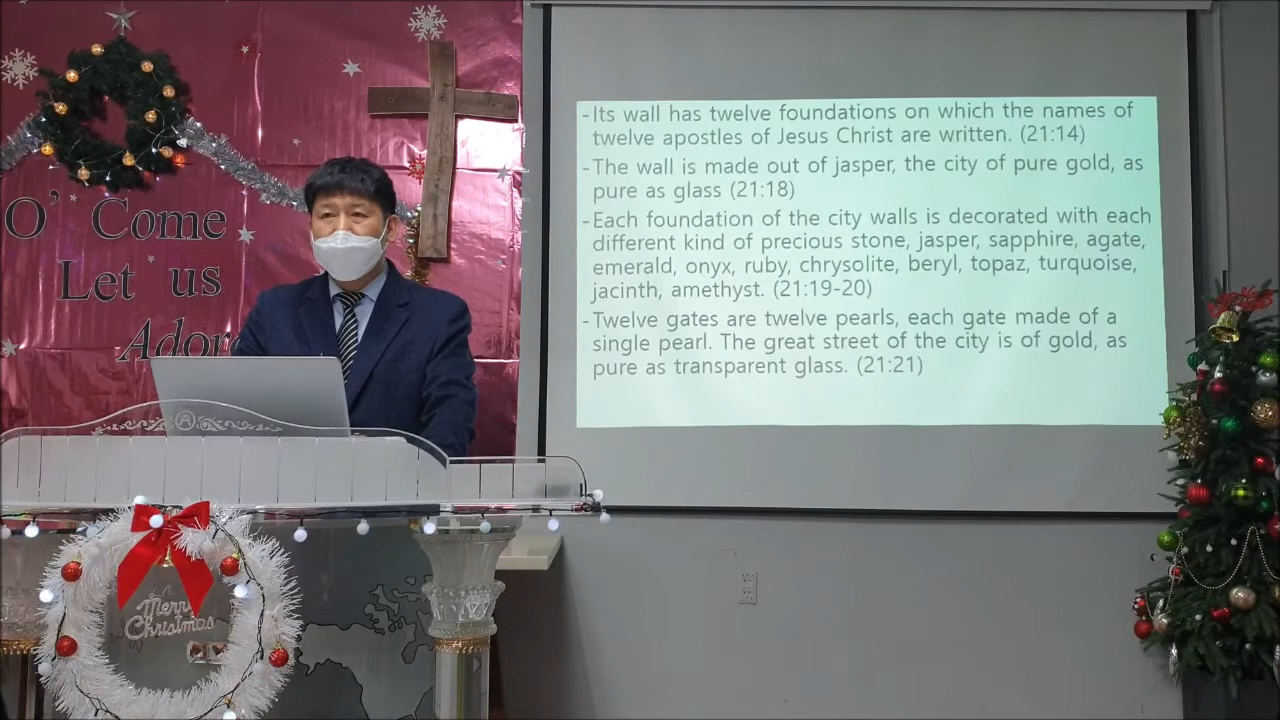 O' Come
Let us
Adore
-Its wall has twelve foundations on which the names of
twelve apostles of Jesus Christ are written. (21:14)
-The wall is made out of jasper, the city of pure gold, as
pure as glass (21:18)
-Each foundation of the city walls is decorated with each
different kind of precious stone, jasper, sapphire, agate,
emerald, onyx, ruby, chrysolite, beryl, topaz, turquoise,
jacinth, amethyst. (21:19-20)
-Twelve gates are twelve pearls, each gate made of a
single pearl. The great street of the city is of gold, as
pure as transparent glass. (21:21)
Merry
Christmas